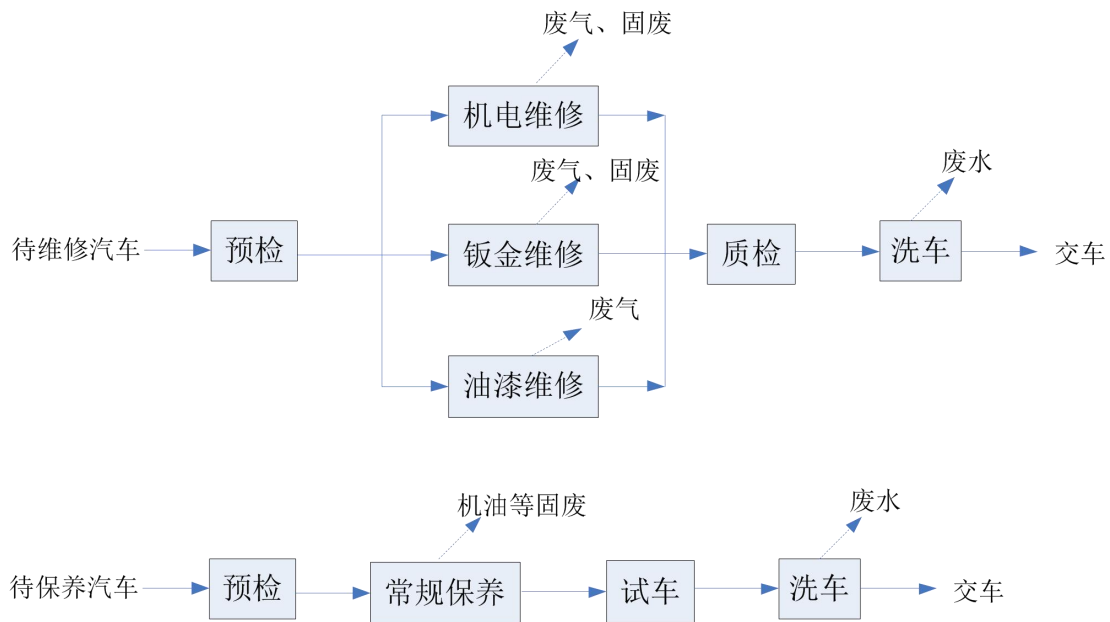 废气、固废
机电维修
废气、固废
废水
待维修汽车
预检
钣金维修
质检
洗车
交车
废气
油漆维修
机油等固废
废水
待保养汽车
预检
常规保养
试车
洗车
交车